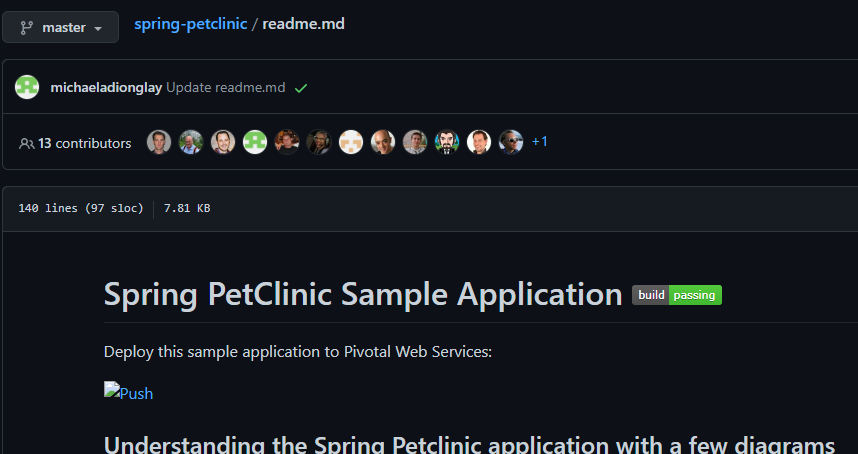 master
spring-petclinic / readme.md
michaeladionglay Update readme.md
13 contributors +1
140 lines (97 sloc) 7.81 KB
Spring PetClinic Sample Application build passing
Deploy this sample application to Pivotal Web Services:
Push
Understanding the Spring Petclinic application with a few diagrams